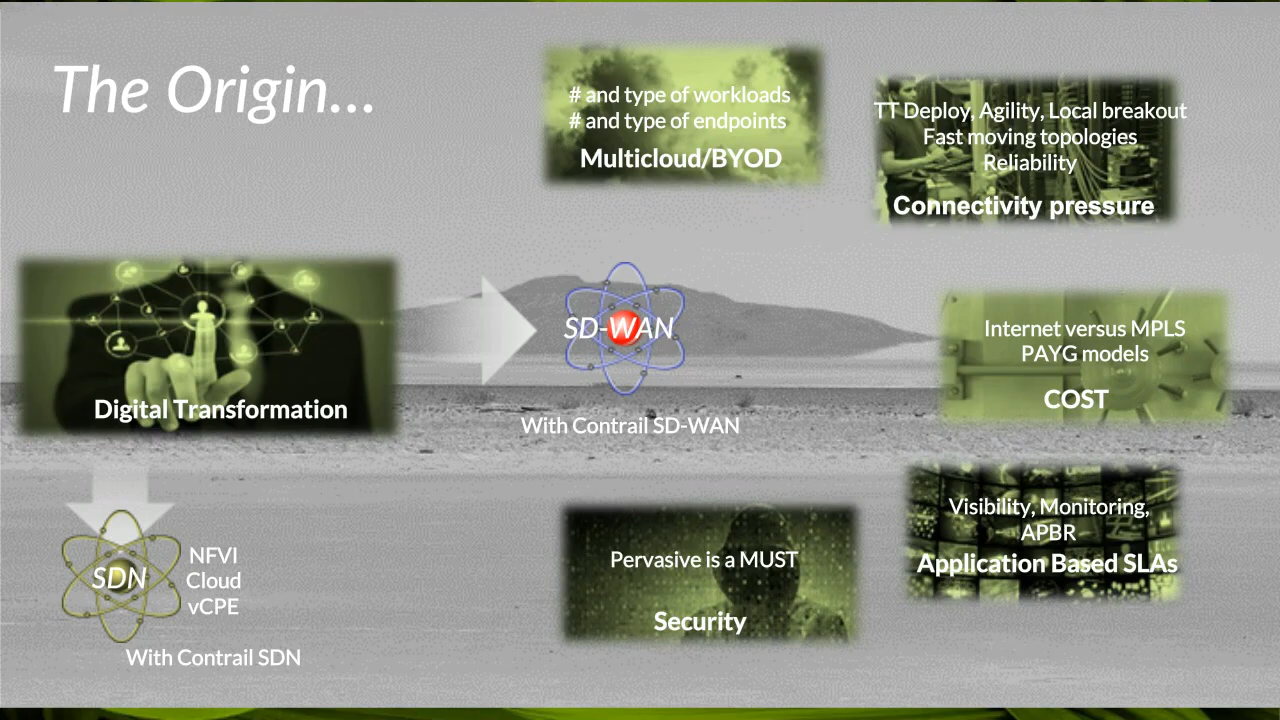 The Origin...
# and type of workloads
# and type of endpoints
Multicloud/BYOD
TT Deploy, Agility, Local breakout
Fast moving topologies
Reliability
Connectivity pressure
Digital Transformation
SD-WAN
With Contrail SD-WAN
Internet versus MPLS
PAYG models
COST
Visibility, Monitoring,
APBR
Application Based SLAs
Pervasive is a MUST
Security
SDN
NFVI
Cloud
vCPE
With Contrail SDN